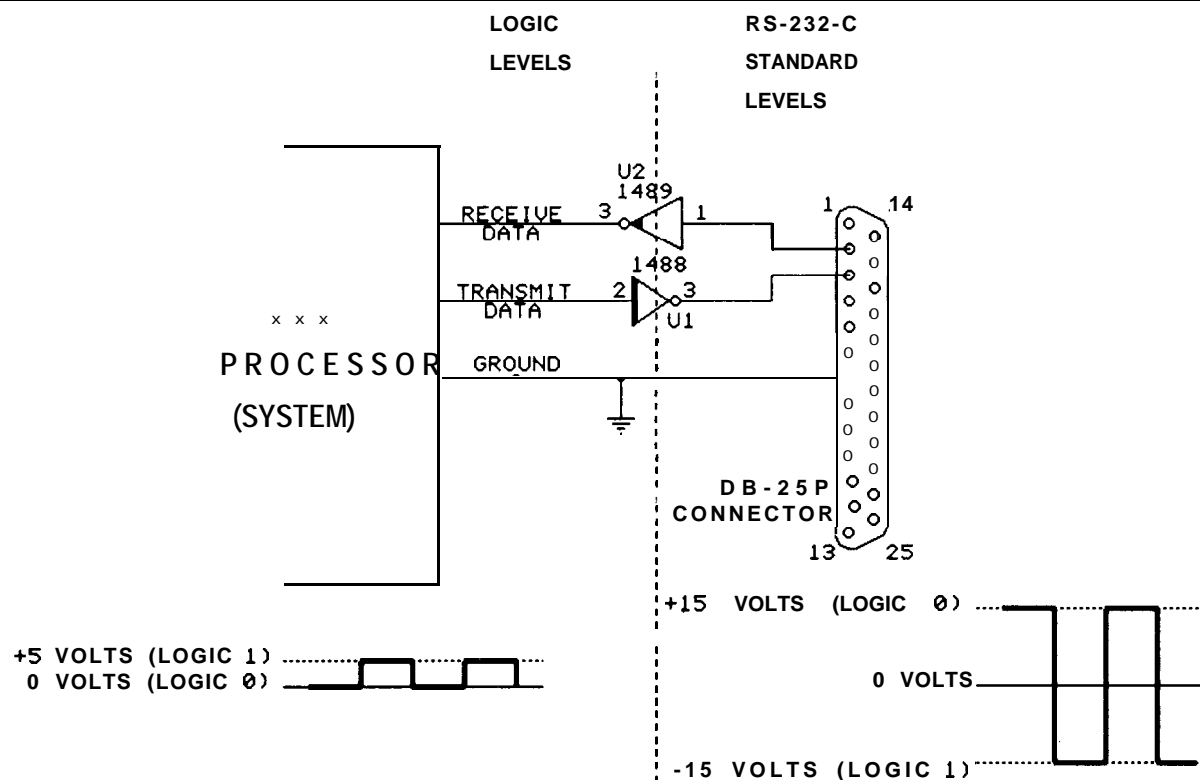 LOGIC
LEVELS
RS-232-C
STANDARD
LEVELS
U2
1489
3
1
RECEIVE
DATA
1488
2
3
U1
TRANSMIT
DATA
x x x
PROCESSOR
(SYSTEM)
GROUND
1
14
DB-25P
CONNECTOR
13
25
+15 VOLTS (LOGIC 0)
+5 VOLTS (LOGIC 1)
0 VOLTS (LOGIC 0)
0 VOLTS
-15 VOLTS (LOGIC 1)